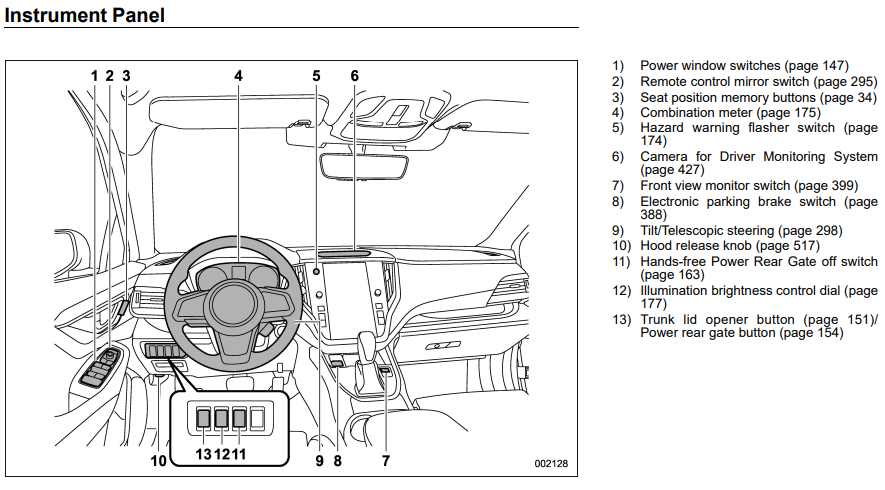 Instrument Panel
1 2 3 4 5 6
13 12 11
10 9 8 7
002128
1) Power window switches (page 147)
2) Remote control mirror switch (page 295)
3) Seat position memory buttons (page 34)
4) Combination meter (page 175)
5) Hazard warning flasher switch (page
174)
6) Camera for Driver Monitoring System
(page 427)
7) Front view monitor switch (page 399)
8) Electronic parking brake switch (page
388)
9) Tilt/Telescopic steering (page 298)
10) Hood release knob (page 517)
11) Hands-free Power Rear Gate off switch
(page 163)
12) Illumination brightness control dial (page
177)
13) Trunk lid opener button (page 151)/
Power rear gate button (page 154)